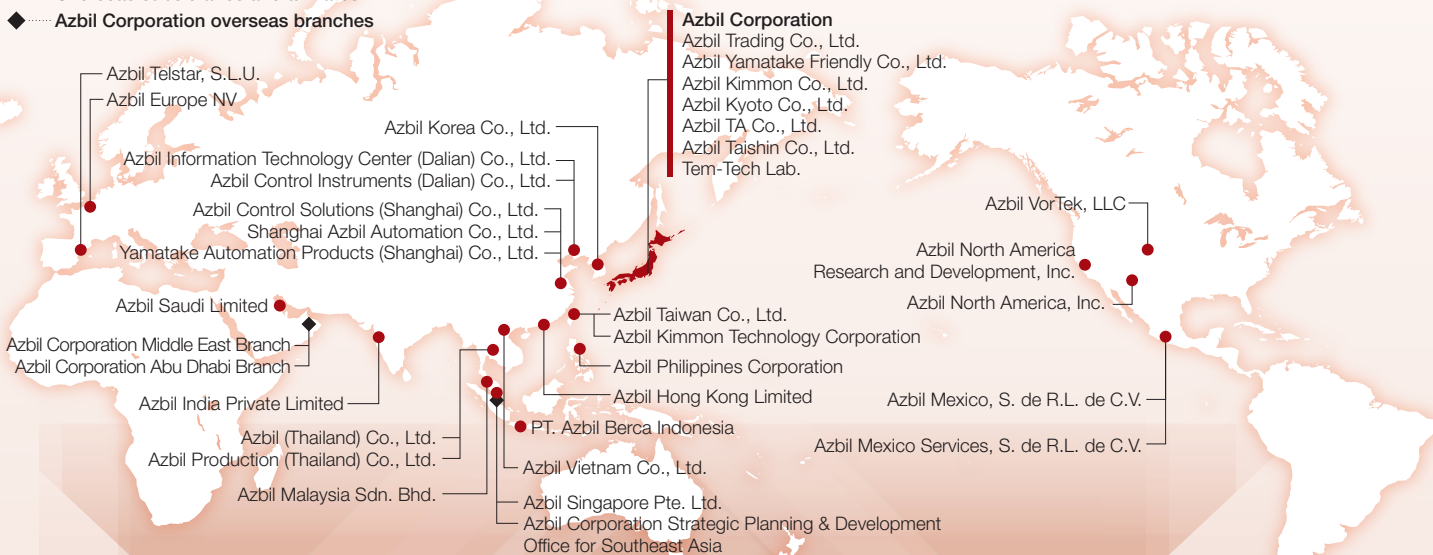 Azbil Corporation overseas branches
Azbil Corporation
Azbil Trading Co., Ltd.
Azbil Yamatake Friendly Co., Ltd.
Azbil Kimmon Co., Ltd.
Azbil Kyoto Co., Ltd.
Azbil TA Co., Ltd.
Azbil Taishin Co., Ltd.
Tem-Tech Lab.
Azbil Telstar, S.L.U.
Azbil Europe NV
Azbil Korea Co., Ltd.
Azbil Information Technology Center (Dalian) Co., Ltd.
Azbil Control Instruments (Dalian) Co., Ltd.
Azbil Control Solutions (Shanghai) Co., Ltd.
Shanghai Azbil Automation Co., Ltd.
Yamatake Automation Products (Shanghai) Co., Ltd.
Azbil Saudi Limited
Azbil Corporation Middle East Branch
Azbil Corporation Abu Dhabi Branch
Azbil India Private Limited
Azbil (Thailand) Co., Ltd.
Azbil Production (Thailand) Co., Ltd.
Azbil Malaysia Sdn. Bhd.
Azbil Taiwan Co., Ltd.
Azbil Kimmon Technology Corporation
Azbil Philippines Corporation
Azbil Hong Kong Limited
PT. Azbil Berca Indonesia
Azbil Vietnam Co., Ltd.
Azbil Singapore Pte. Ltd.
Azbil Corporation Strategic Planning & Development
Office for Southeast Asia
Azbil VorTek, LLC
Azbil North America
Research and Development, Inc.
Azbil North America, Inc.
Azbil Mexico, S. de R.L. de C.V.
Azbil Mexico Services, S. de R.L. de C.V.